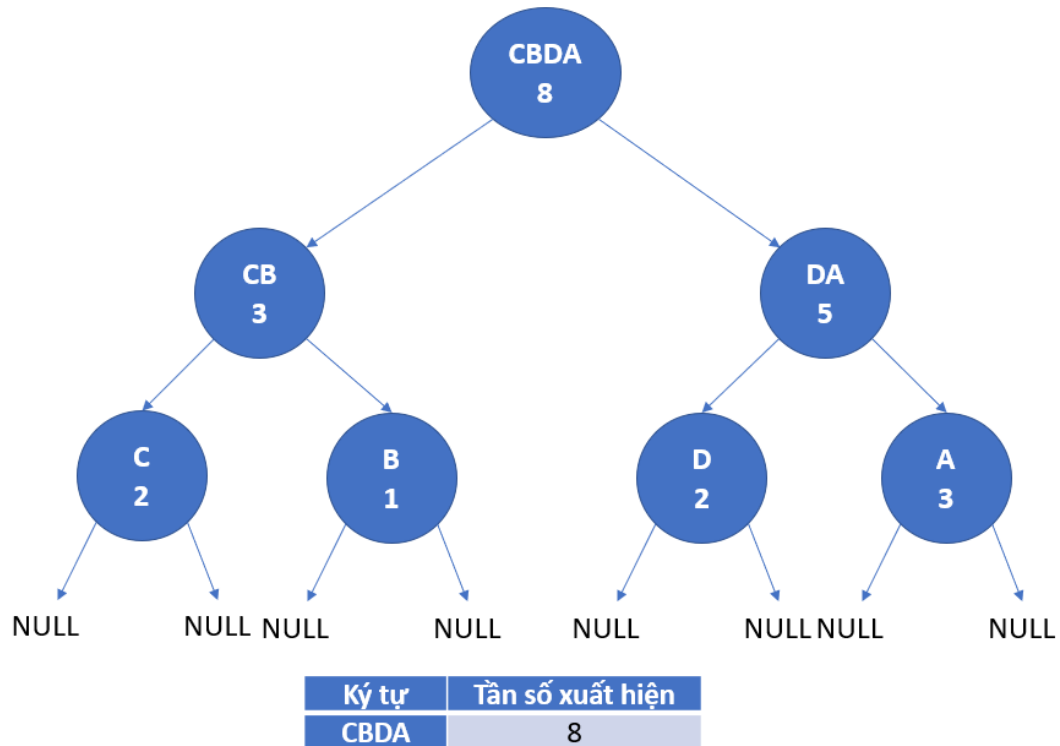 CBDA
8
CB
3
DA
5
C
2
B
1
D
2
A
3
NULL NULL NULL NULL NULL NULL NULL NULL
Ký tự Tần số xuất hiện
CBDA 8